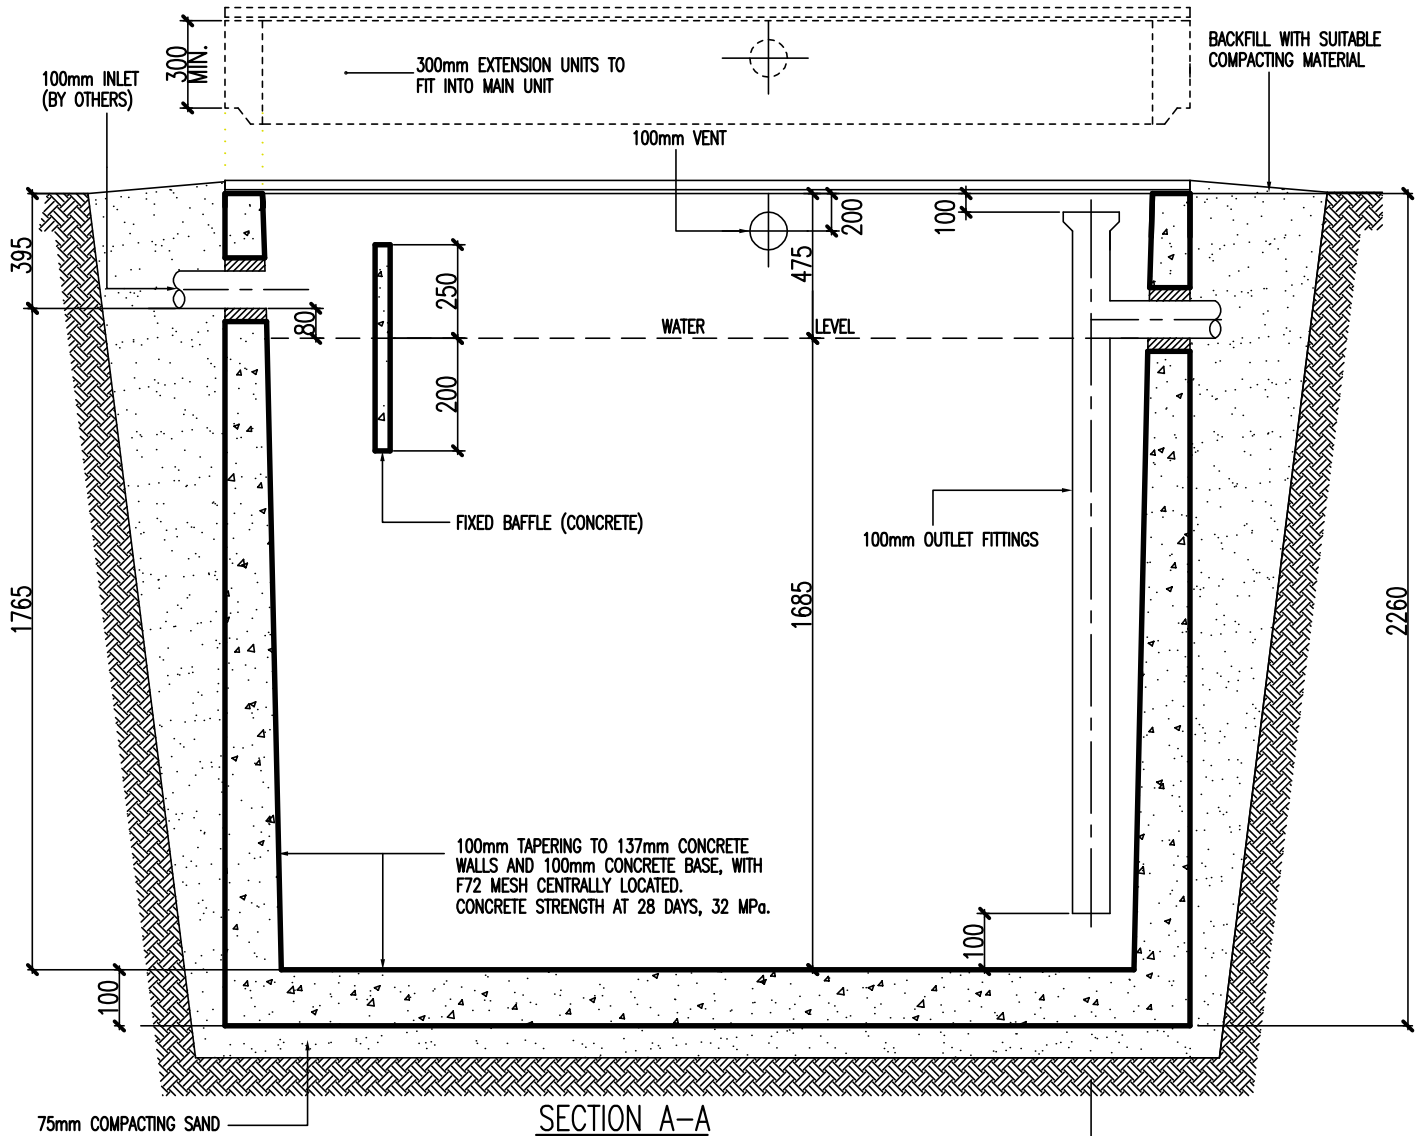 300
MIN.
300mm EXTENSION UNITS TO
FIT INTO MAIN UNIT
BACKFILL WITH SUITABLE
COMPACTING MATERIAL
100mm INLET
(BY OTHERS)
100mm VENT
395
80
250
200
475
200
100
WATER LEVEL
FIXED BAFFLE (CONCRETE)
100mm OUTLET FITTINGS
1765
1685
2260
100mm TAPERING TO 137mm CONCRETE
WALLS AND 100mm CONCRETE BASE, WITH
F72 MESH CENTRALLY LOCATED.
CONCRETE STRENGTH AT 28 DAYS, 32 MPa.
100
100
75mm COMPACTING SAND
SECTION A-A